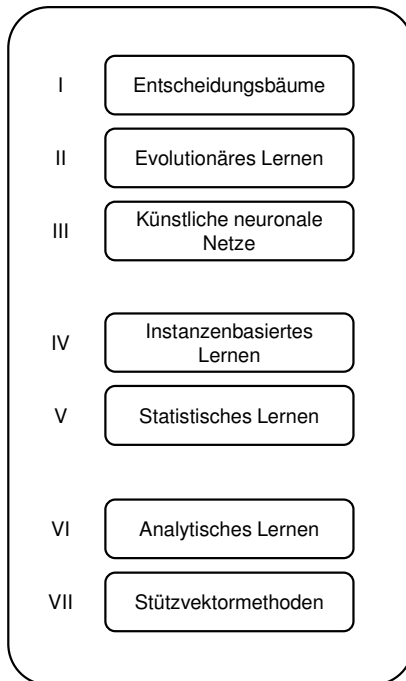 I Entscheidungsbäume
II Evolutionäres Lernen
III Künstliche neuronale
Netze
IV Instanzenbasiertes
Lernen
V Statistisches Lernen
VI Analytisches Lernen
VII Stützvektormethoden